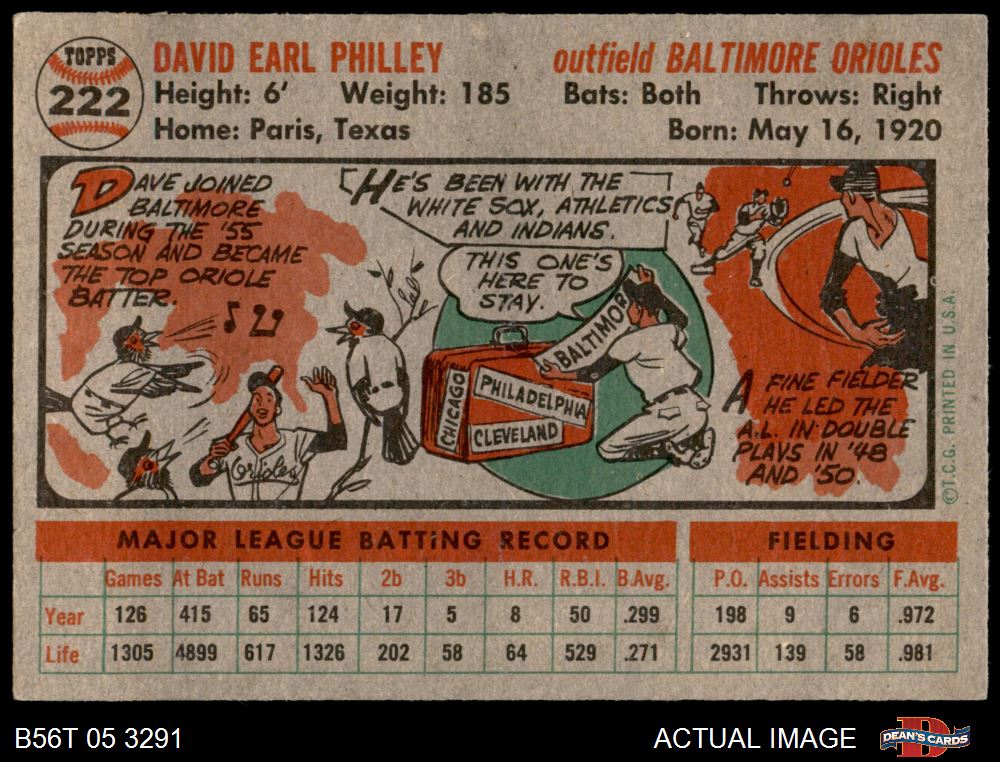 TOPPS
222
DAVID EARL PHILLEY
outfield BALTIMORE ORIOLES
Height: 6' Weight: 185 Bats: Both Throws: Right
Home: Paris, Texas Born: May 16, 1920
DAVE JOINED
BALTIMORE
DURING THE '55
SEASON AND BECAME
THE TOP ORIOLE
BATTER.
Orioles
HE'S BEEN WITH THE
WHITE SOX, ATHLETICS
AND INDIANS.
THIS ONE'S
HERE TO
STAY.
BALTIMOR
CHICAGO
PHILADELPHIA
CLEVELAND
A FINE FIELDER
HE LED THE
A.L. IN DOUBLE
PLAYS IN '48
AND '50.
©T.C.G. PRINTED IN U.S.A.
MAJOR LEAGUE BATTING RECORD FIELDING
Games At Bat Runs Hits 2b 3b H.R. R.B.I. B.Avg. P.O. Assists Errors F.Avg.
Year 126 415 65 124 17 5 8 50 .299 198 9 6 .972
Life 1305 4899 617 1326 202 58 64 529 .271 2931 139 58 .981
B56T 05 3291
ACTUAL IMAGE
DEAN'S CARDS